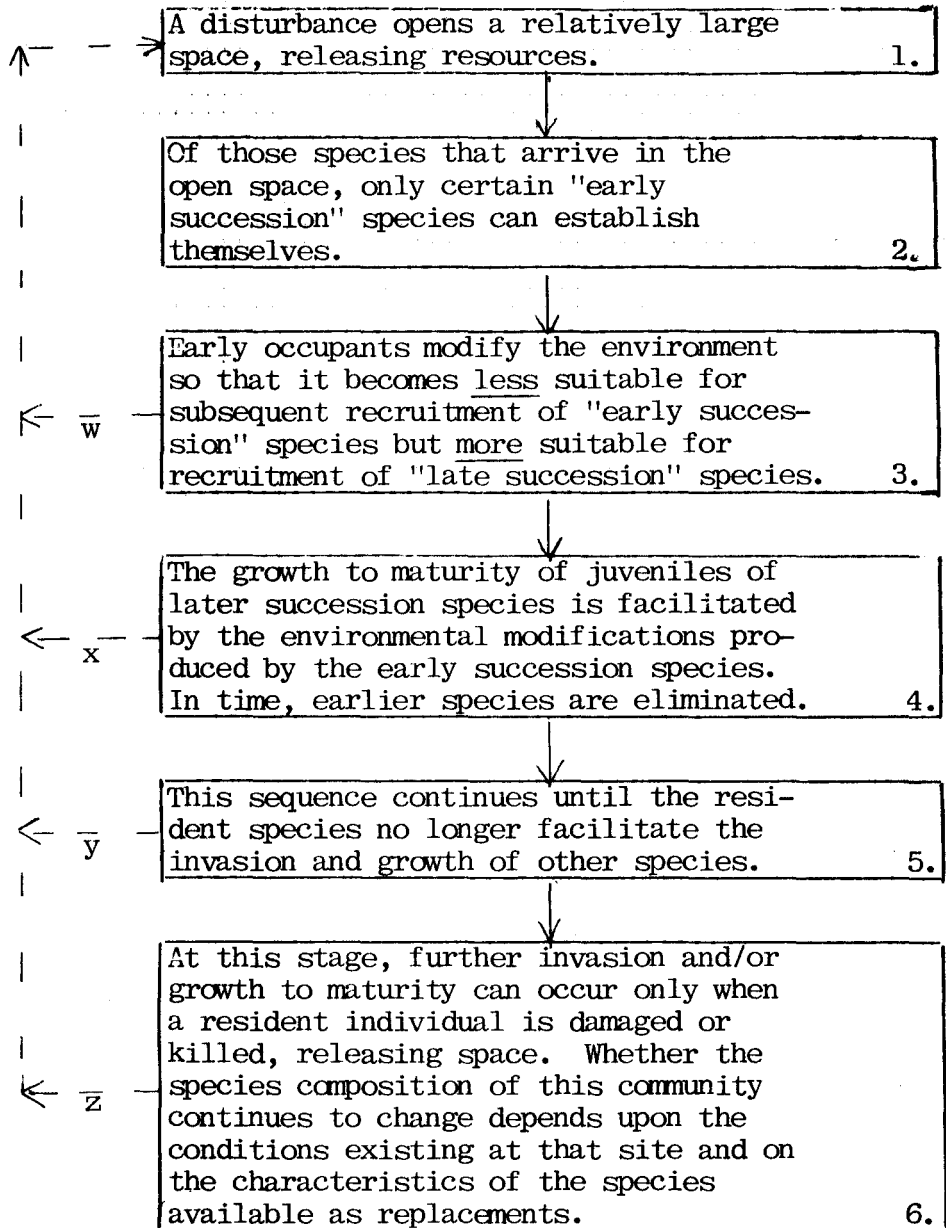 A disturbance opens a relatively large
space, releasing resources. 1.
Of those species that arrive in the
open space, only certain "early
succession" species can establish
themselves. 2.
Early occupants modify the environment
so that it becomes less suitable for
subsequent recruitment of "early succes-
sion" species but more suitable for
recruitment of "late succession" species. 3.
w
The growth to maturity of juveniles of
later succession species is facilitated
by the environmental modifications pro-
duced by the early succession species.
In time, earlier species are eliminated. 4.
x
This sequence continues until the resi-
dent species no longer facilitate the
invasion and growth of other species. 5.
y
At this stage, further invasion and/or
growth to maturity can occur only when
a resident individual is damaged or
killed, releasing space. Whether the
species composition of this community
continues to change depends upon the
conditions existing at that site and on
the characteristics of the species
available as replacements. 6.
z